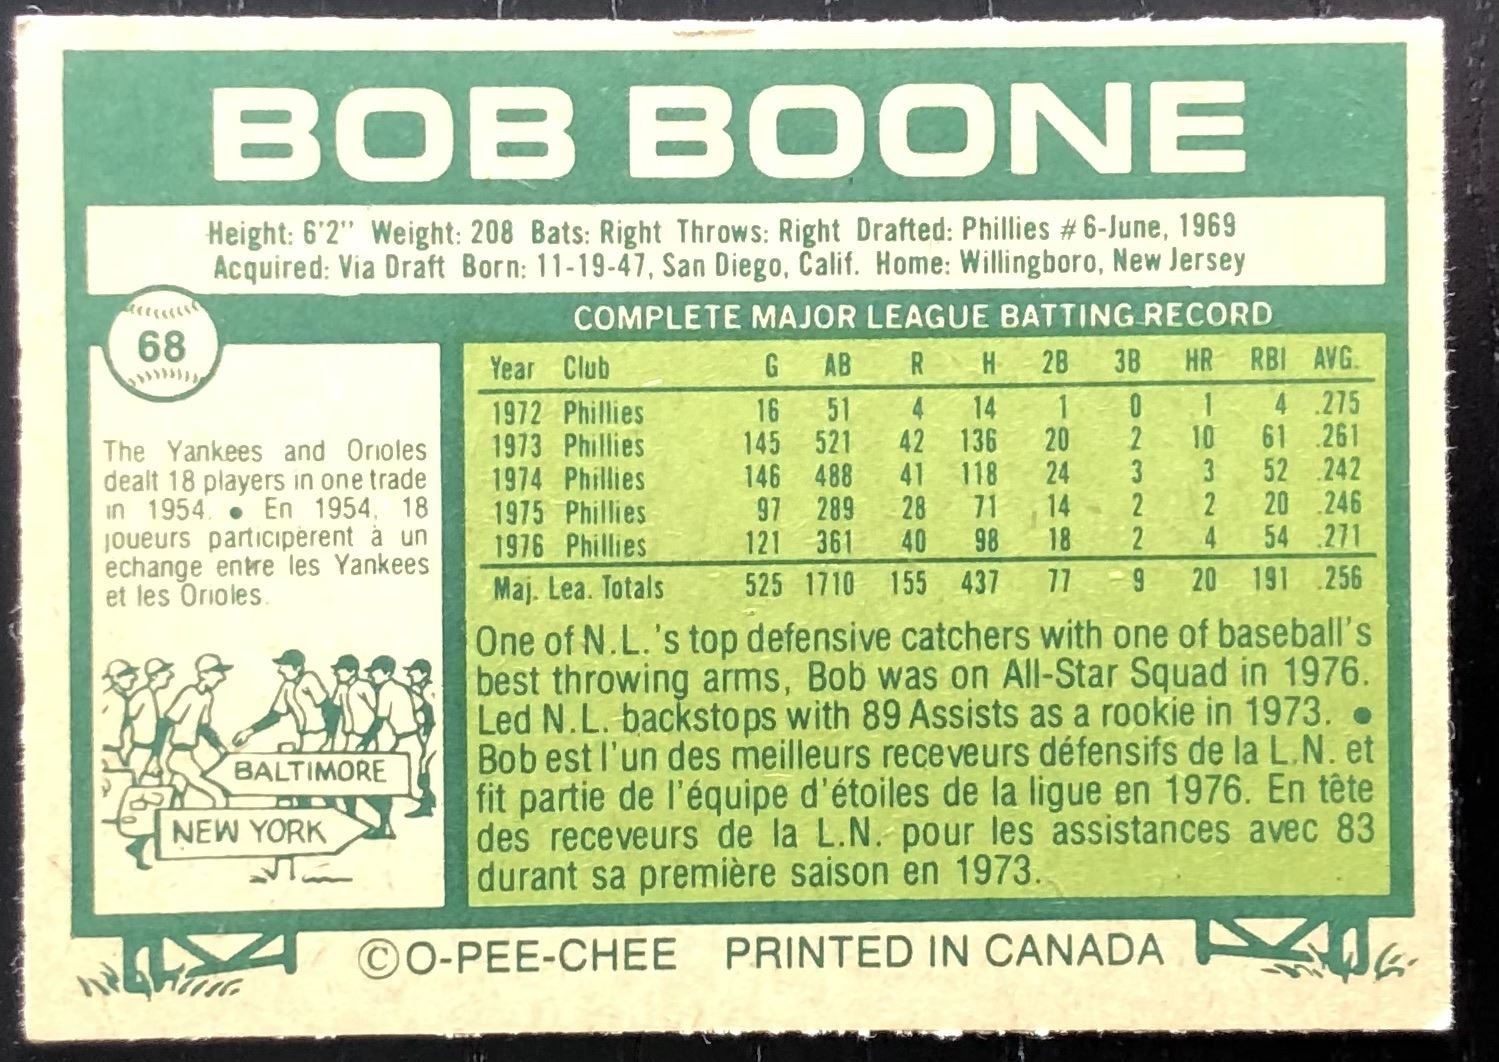 BOB BOONE
Height: 6'2" Weight: 208 Bats: Right Throws: Right Drafted: Phillies #6-June, 1969
Acquired: Via Draft Born: 11-19-47, San Diego, Calif. Home: Willingboro, New Jersey
68
The Yankees and Orioles
dealt 18 players in one trade
in 1954. ● En 1954, 18
joueurs participèrent à un
echange entre les Yankees
et les Orioles.
BALTIMORE
NEW YORK
COMPLETE MAJOR LEAGUE BATTING RECORD
Year Club G AB R H 2B 3B HR RBI AVG.
1972 Phillies 16 51 4 14 1 0 1 4 .275
1973 Phillies 145 521 42 136 20 2 10 61 .261
1974 Phillies 146 488 41 118 24 3 3 52 .242
1975 Phillies 97 289 28 71 14 2 2 20 .246
1976 Phillies 121 361 40 98 18 2 4 54 .271
Maj. Lea. Totals 525 1710 155 437 77 9 20 191 .256
One of N.L.'s top defensive catchers with one of baseball's
best throwing arms, Bob was on All-Star Squad in 1976.
Led N.L. backstops with 89 Assists as a rookie in 1973. ●
Bob est l'un des meilleurs receveurs défensifs de la L.N. et
fit partie de l'équipe d'étoiles de la ligue en 1976. En tête
des receveurs de la L.N. pour les assistances avec 83
durant sa première saison en 1973.
©O-PEE-CHEE PRINTED IN CANADA